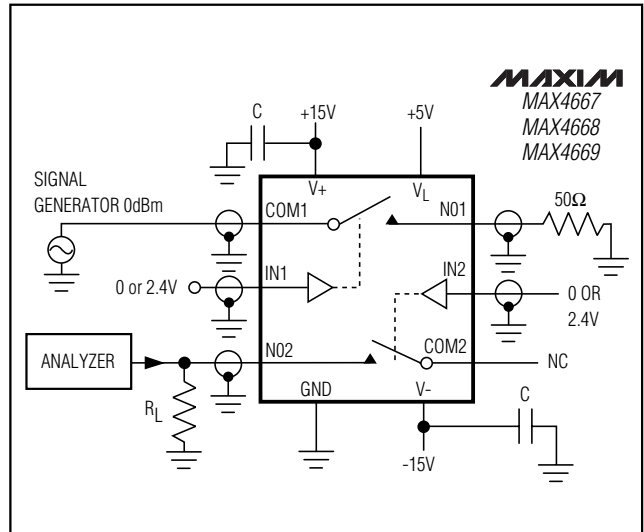 MAXIM
MAX4667
MAX4668
MAX4669
C
+15V
+5V
SIGNAL
GENERATOR 0dBm
V+
VL
COM1
N01
50Ω
0 or 2.4V
IN1
IN2
0 OR
2.4V
ANALYZER
N02
COM2
NC
RL
GND
V-
C
-15V